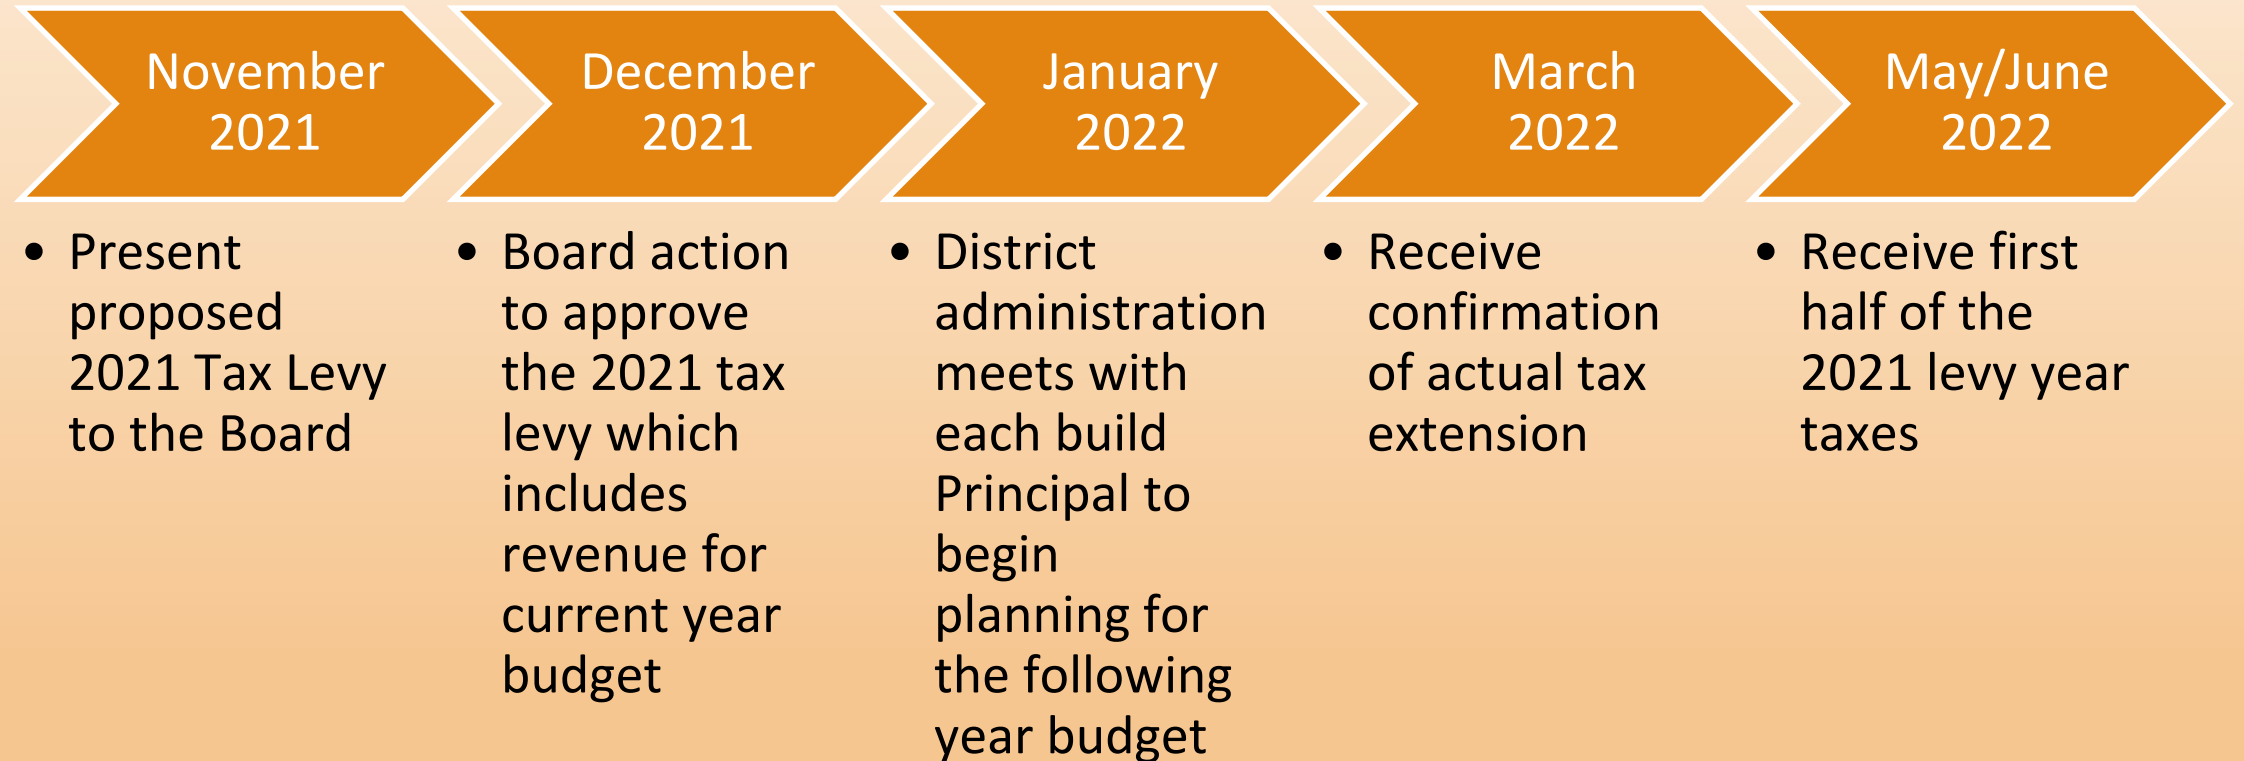 November
2021
• Present
proposed
2021 Tax Levy
to the Board
December
2021
• Board action
to approve
the 2021 tax
levy which
includes
revenue for
current year
budget
January
2022
• District
administration
meets with
each build
Principal to
begin
planning for
the following
year budget
March
2022
• Receive
confirmation
of actual tax
extension
May/June
2022
• Receive first
half of the
2021 levy year
taxes